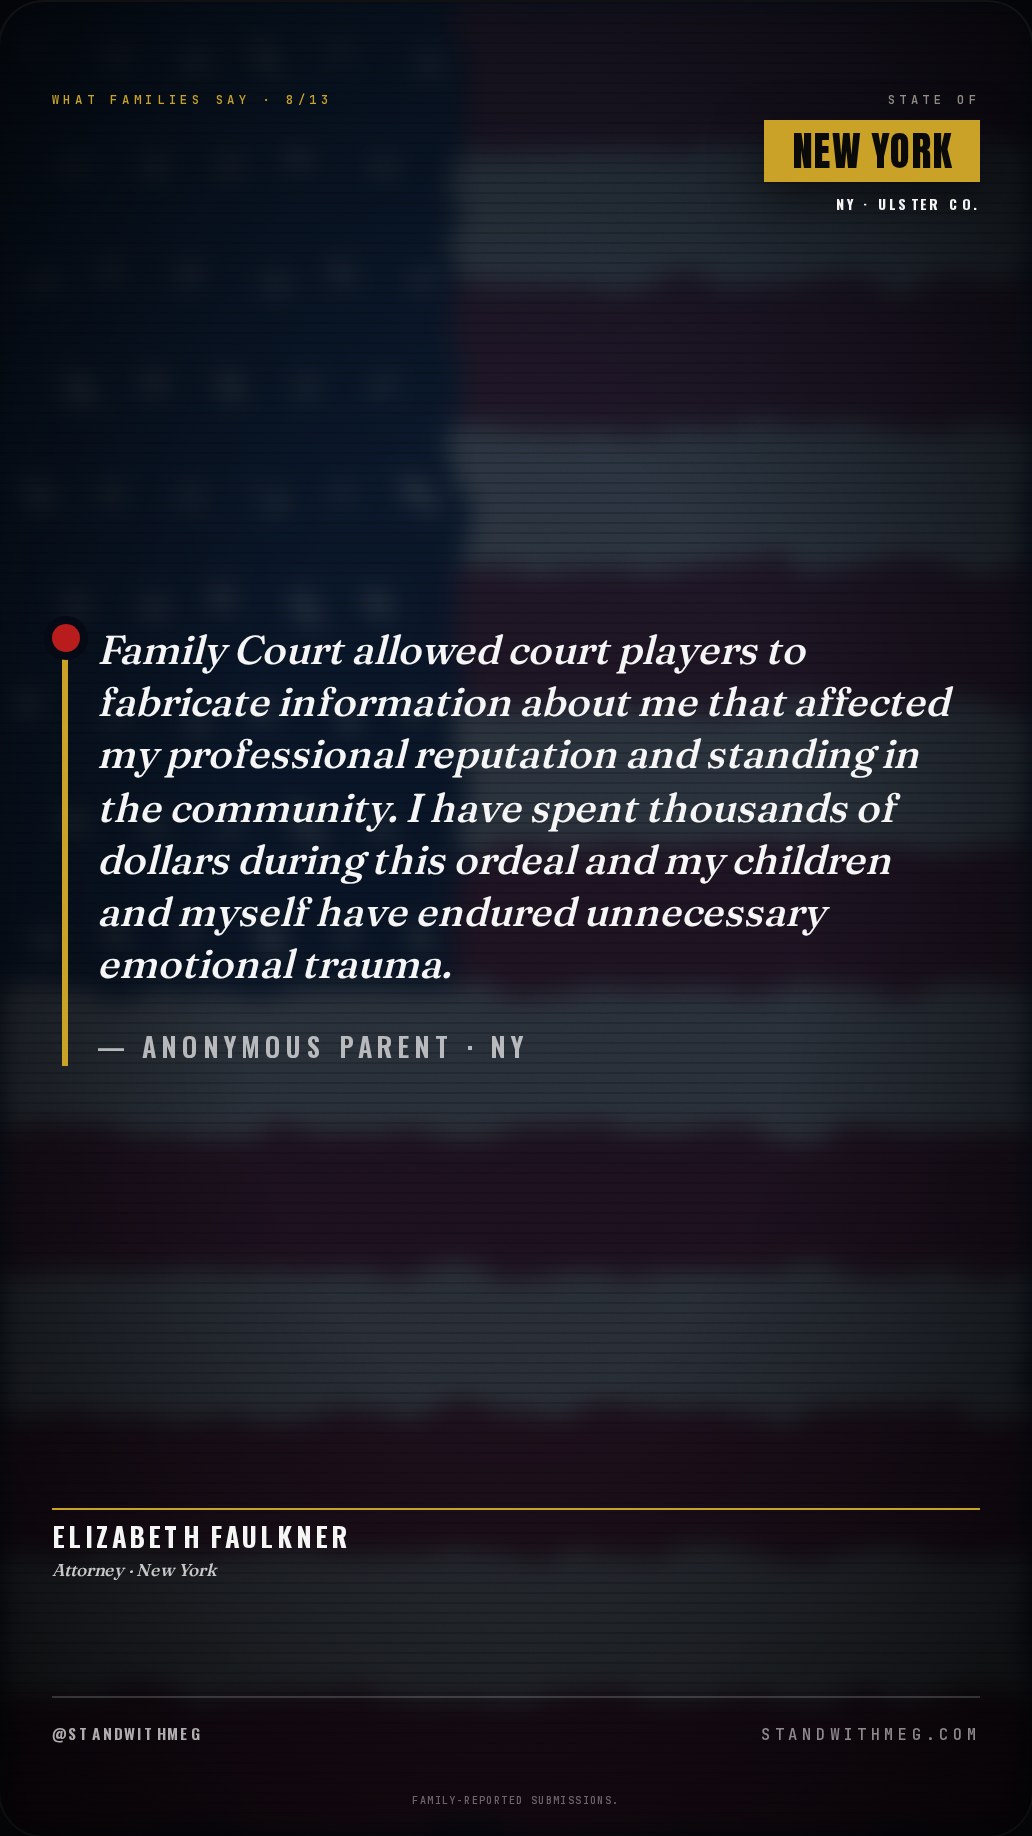 WHAT FAMILIES SAY · 8/13
STATE OF
NEW YORK
NY · ULSTER CO.
Family Court allowed court players to
fabricate information about me that affected
my professional reputation and standing in
the community. I have spent thousands of
dollars during this ordeal and my children
and myself have endured unnecessary
emotional trauma.
— ANONYMOUS PARENT · NY
ELIZABETH FAULKNER
Attorney · New York
@STANDWITHMEG
STANDWITHMEG.COM
FAMILY-REPORTED SUBMISSIONS.